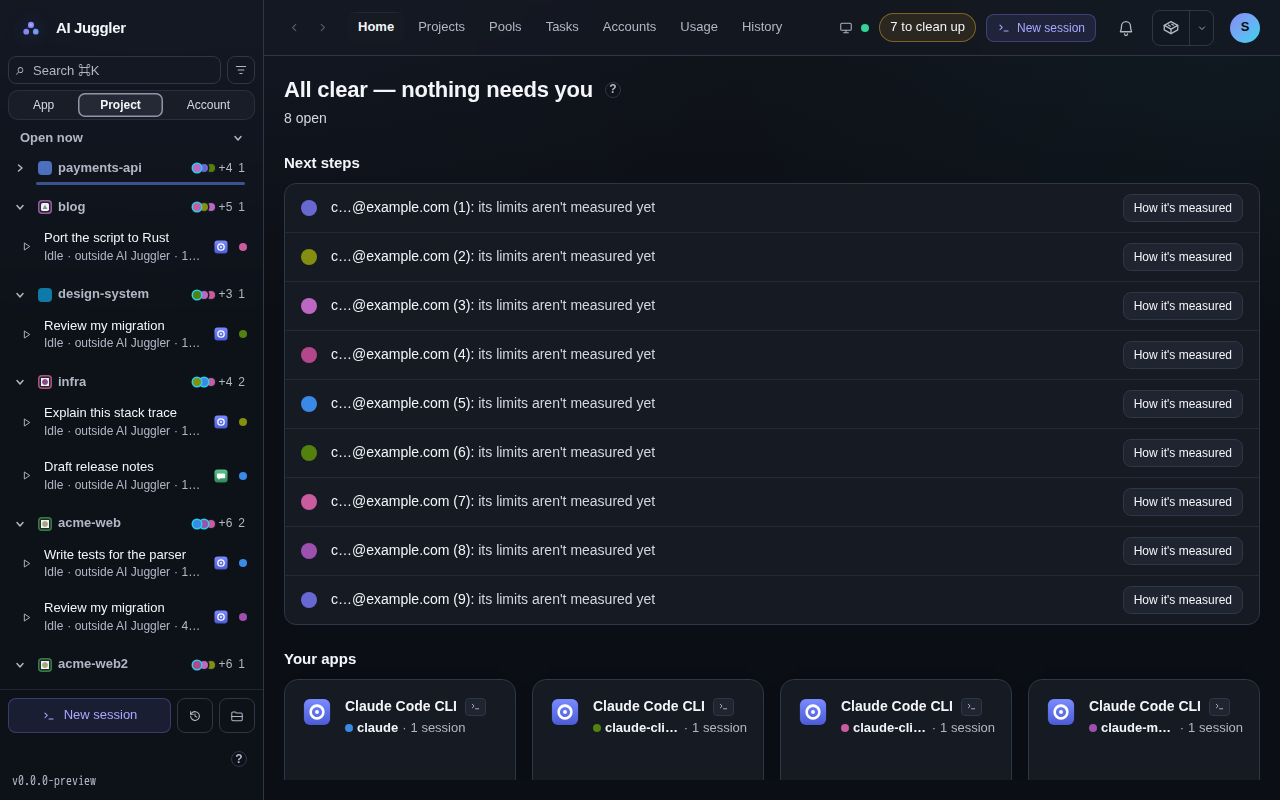 AI Juggler
Search ⌘K
App
Project
Account
Open now
payments-api
+4 1
blog
+5 1
Port the script to Rust
Idle · outside AI Juggler · 1…
design-system
+3 1
Review my migration
Idle · outside AI Juggler · 1…
infra
+4 2
Explain this stack trace
Idle · outside AI Juggler · 1…
Draft release notes
Idle · outside AI Juggler · 1…
acme-web
+6 2
Write tests for the parser
Idle · outside AI Juggler · 1…
Review my migration
Idle · outside AI Juggler · 4…
acme-web2
+6 1
New session
?
v0.0.0-preview
Home
Projects
Pools
Tasks
Accounts
Usage
History
7 to clean up
New session
S
All clear — nothing needs you
?
8 open
Next steps
c…@example.com (1): its limits aren't measured yet
How it's measured
c…@example.com (2): its limits aren't measured yet
How it's measured
c…@example.com (3): its limits aren't measured yet
How it's measured
c…@example.com (4): its limits aren't measured yet
How it's measured
c…@example.com (5): its limits aren't measured yet
How it's measured
c…@example.com (6): its limits aren't measured yet
How it's measured
c…@example.com (7): its limits aren't measured yet
How it's measured
c…@example.com (8): its limits aren't measured yet
How it's measured
c…@example.com (9): its limits aren't measured yet
How it's measured
Your apps
Claude Code CLI
claude · 1 session
Claude Code CLI
claude-cli… · 1 session
Claude Code CLI
claude-cli… · 1 session
Claude Code CLI
claude-m… · 1 session